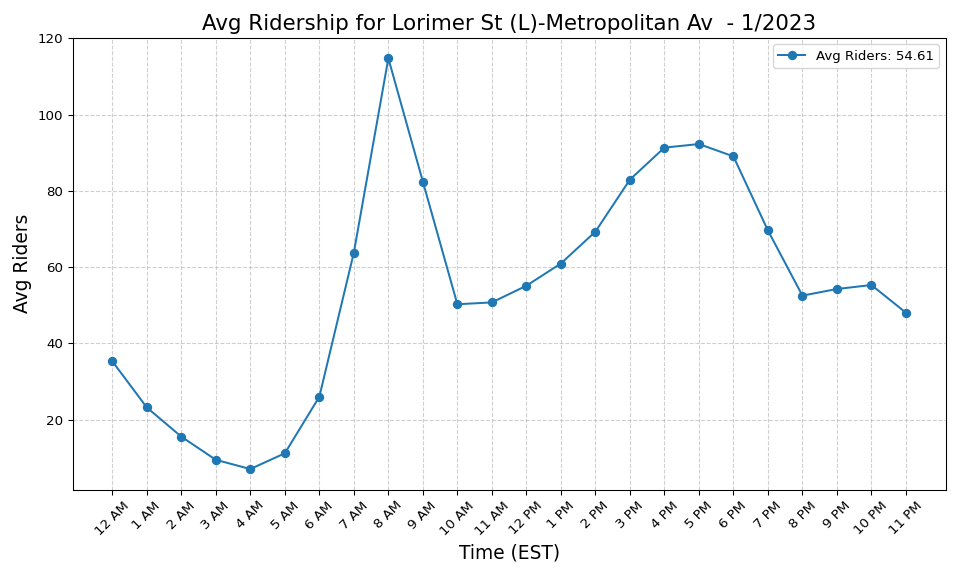 Avg Ridership for Lorimer St (L)-Metropolitan Av  - 1/2023
Avg Riders: 54.61
Avg Riders
120
100
80
60
40
20
12 AM
1 AM
2 AM
3 AM
4 AM
5 AM
6 AM
7 AM
8 AM
9 AM
10 AM
11 AM
12 PM
1 PM
2 PM
3 PM
4 PM
5 PM
6 PM
7 PM
8 PM
9 PM
10 PM
11 PM
Time (EST)